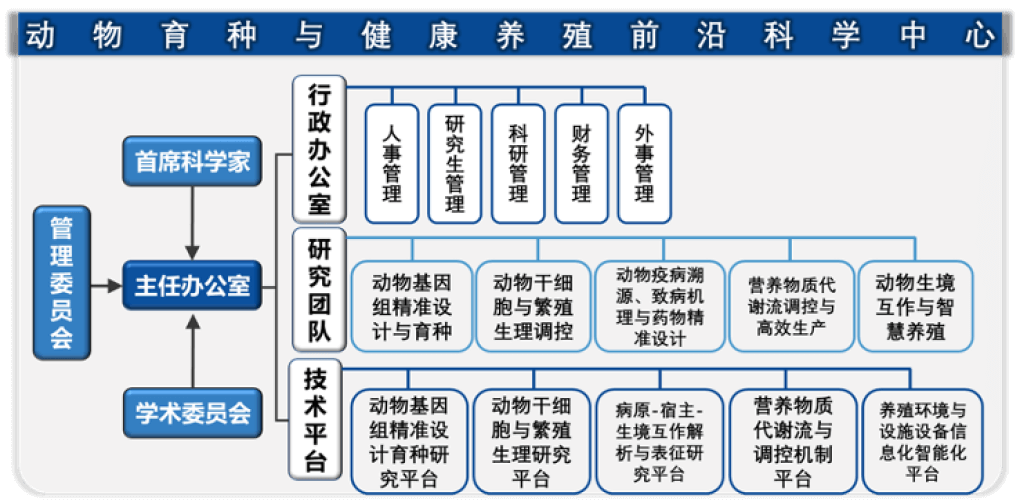 动物育种与健康养殖前沿科学中心
管理委员会
首席科学家
主任办公室
学术委员会
行政办公室
人事管理
研究生管理
科研管理
财务管理
外事管理
研究团队
动物基因
组精准设
计与育种
动物干细
胞与繁殖
生理调控
动物疫病溯
源、致病机
理与药物精
准设计
营养物质代
谢流调控与
高效生产
动物生境
互作与智
慧养殖
技术平台
动物基因
组精准设
计育种研
究平台
动物干细
胞与繁殖
生理研究
平台
病原-宿主-
生境互作解
析与表征研
究平台
营养物质
代谢流与
调控机制
平台
养殖环境与
设施设备信
息化智能化
平台